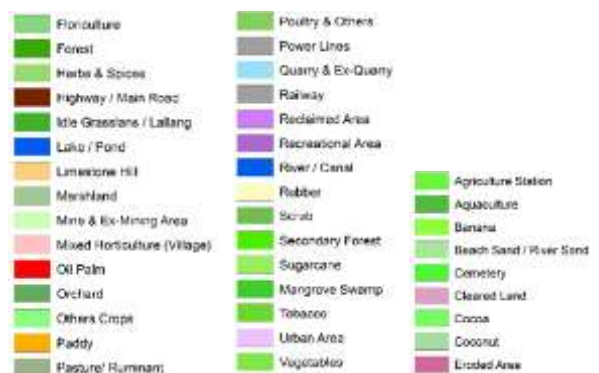 Floriculture
Forest
Herbs & Spices
Highway / Main Road
Idle Grasslans / Lallang
Lake / Pond
Limestone Hill
Marshland
Mine & Ex-Mining Area
Mixed Horticulture (Village)
Oil Palm
Orchard
Others Crops
Paddy
Pasture/ Ruminant
Poultry & Others
Power Lines
Quarry & Ex-Quarry
Railway
Reclaimed Area
Recreational Area
River / Canal
Rubber
Scrub
Secondary Forest
Sugarcane
Mangrove Swamp
Tobacco
Urban Area
Vegetables
Agriculture Station
Aquaculture
Banana
Beach Sand / River Sand
Cemetery
Cleared Land
Cocoa
Coconut
Eroded Area